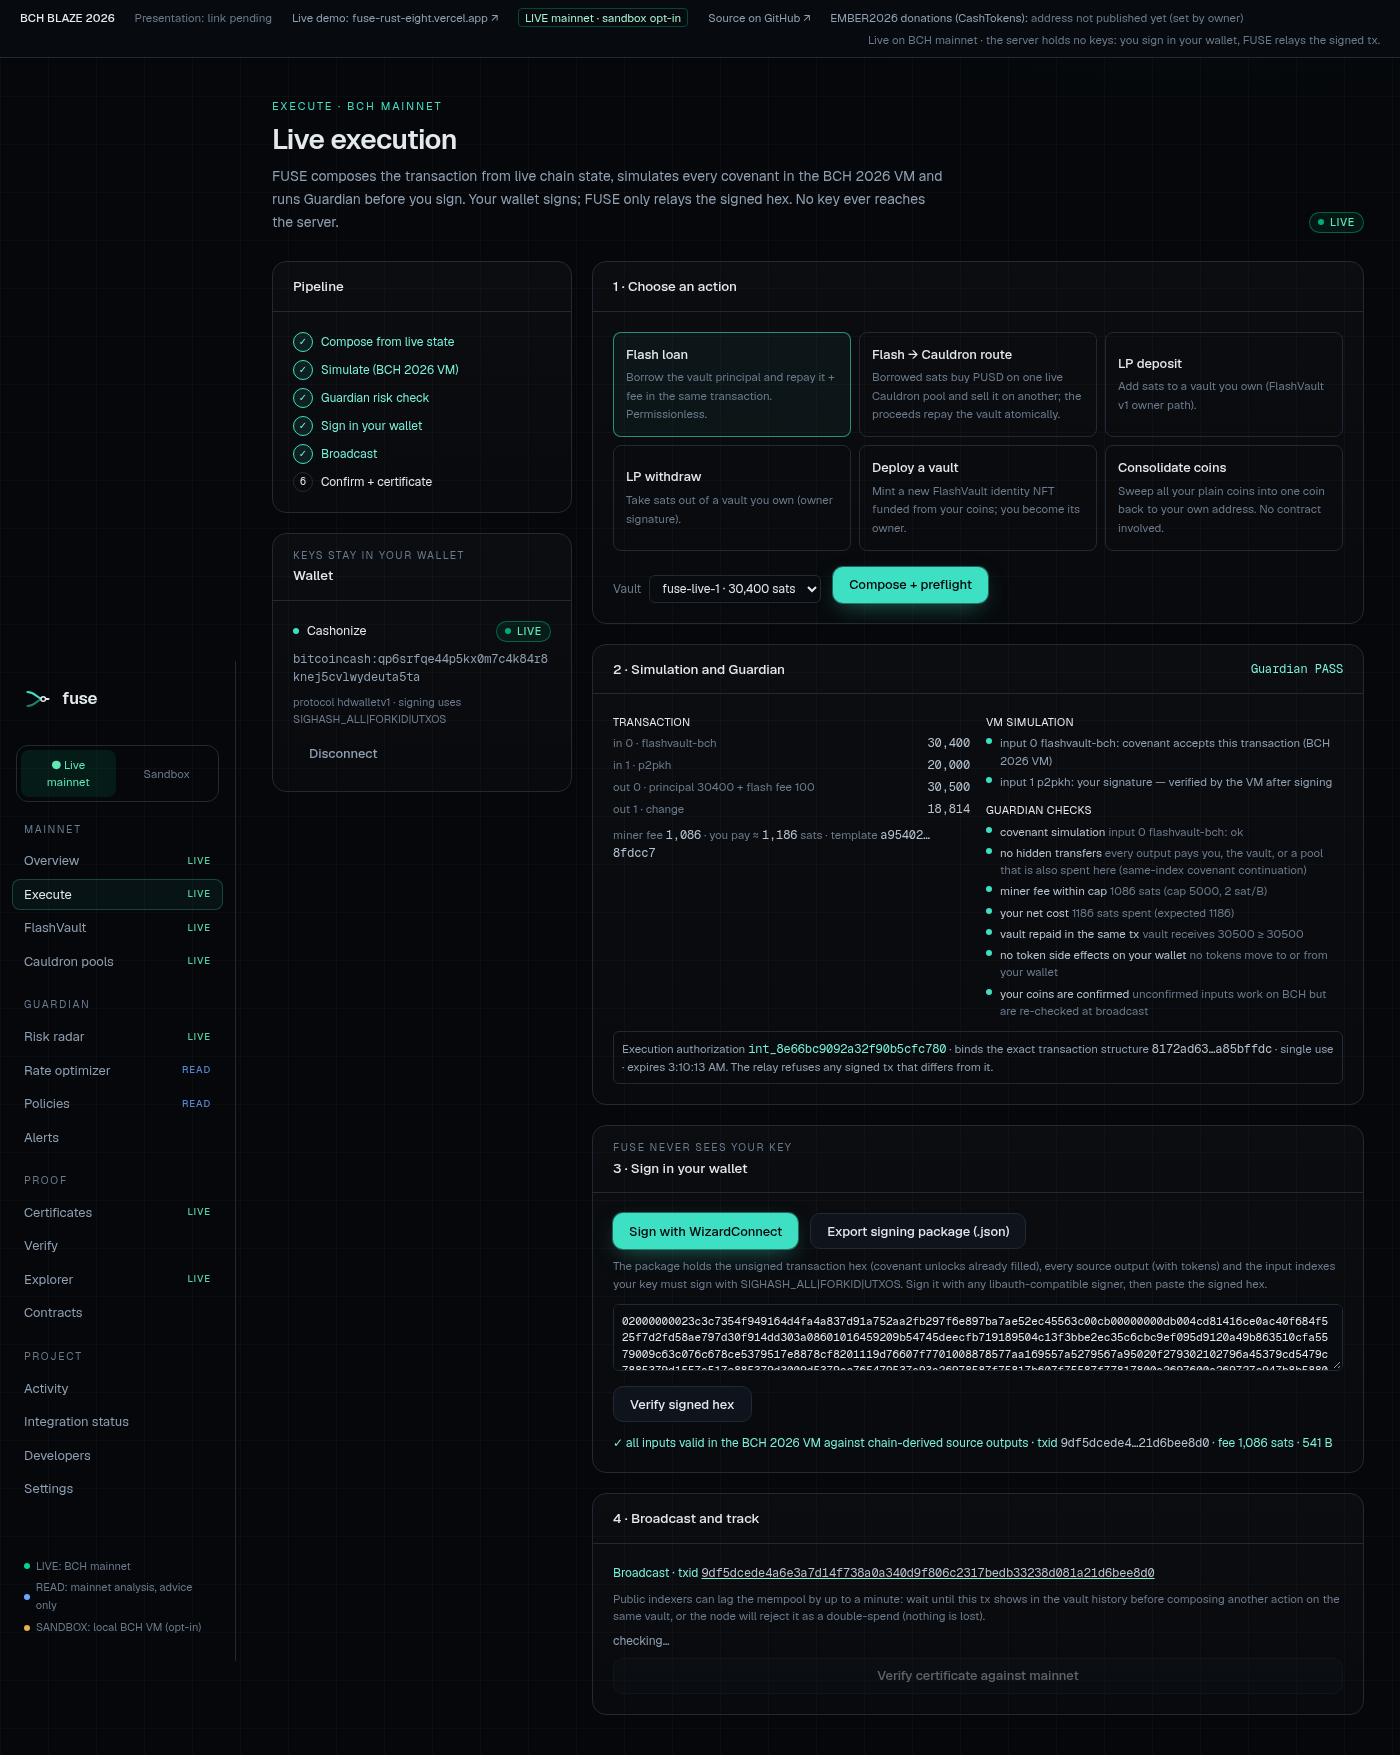 BCH BLAZE 2026
Presentation: link pending
Live demo: fuse-rust-eight.vercel.app ↗
LIVE mainnet · sandbox opt-in
Source on GitHub ↗
EMBER2026 donations (CashTokens): address not published yet (set by owner)
Live on BCH mainnet · the server holds no keys: you sign in your wallet, FUSE relays the signed tx.
EXECUTE · BCH MAINNET
Live execution
FUSE composes the transaction from live chain state, simulates every covenant in the BCH 2026 VM and
runs Guardian before you sign. Your wallet signs; FUSE only relays the signed hex. No key ever reaches
the server.
LIVE
Pipeline
✓ Compose from live state
✓ Simulate (BCH 2026 VM)
✓ Guardian risk check
✓ Sign in your wallet
✓ Broadcast
6 Confirm + certificate
KEYS STAY IN YOUR WALLET
Wallet
Cashonize
LIVE
bitcoincash:qp6srfqe44p5kx0m7c4k84r8
knej5cvlwydeuta5ta
protocol hdwalletv1 · signing uses
SIGHASH_ALL|FORKID|UTXOS
Disconnect
fuse
Live
mainnet
Sandbox
MAINNET
Overview LIVE
Execute LIVE
FlashVault LIVE
Cauldron pools LIVE
GUARDIAN
Risk radar LIVE
Rate optimizer READ
Policies READ
Alerts
PROOF
Certificates LIVE
Verify
Explorer LIVE
Contracts
PROJECT
Activity
Integration status
Developers
Settings
LIVE: BCH mainnet
READ: mainnet analysis, advice
only
SANDBOX: local BCH VM (opt-in)
1 · Choose an action
Flash loan
Borrow the vault principal and repay it +
fee in the same transaction.
Permissionless.
Flash → Cauldron route
Borrowed sats buy PUSD on one live
Cauldron pool and sell it on another; the
proceeds repay the vault atomically.
LP deposit
Add sats to a vault you own (FlashVault
v1 owner path).
LP withdraw
Take sats out of a vault you own (owner
signature).
Deploy a vault
Mint a new FlashVault identity NFT
funded from your coins; you become its
owner.
Consolidate coins
Sweep all your plain coins into one coin
back to your own address. No contract
involved.
Vault
fuse-live-1 · 30,400 sats
Compose + preflight
2 · Simulation and Guardian
Guardian PASS
TRANSACTION
in 0 · flashvault-bch 30,400
in 1 · p2pkh 20,000
out 0 · principal 30400 + flash fee 100 30,500
out 1 · change 18,814
miner fee 1,086 · you pay ≈ 1,186 sats · template a95402…
8fdcc7
VM SIMULATION
input 0 flashvault-bch: covenant accepts this transaction (BCH
2026 VM)
input 1 p2pkh: your signature — verified by the VM after signing
GUARDIAN CHECKS
covenant simulation input 0 flashvault-bch: ok
no hidden transfers every output pays you, the vault, or a pool
that is also spent here (same-index covenant continuation)
miner fee within cap 1086 sats (cap 5000, 2 sat/B)
your net cost 1186 sats spent (expected 1186)
vault repaid in the same tx vault receives 30500 ≥ 30500
no token side effects on your wallet no tokens move to or from
your wallet
your coins are confirmed unconfirmed inputs work on BCH but
are re-checked at broadcast
Execution authorization int_8e66bc9092a32f90b5cfc780 · binds the exact transaction structure 8172ad63…a85bffdc · single use
· expires 3:10:13 AM. The relay refuses any signed tx that differs from it.
FUSE NEVER SEES YOUR KEY
3 · Sign in your wallet
Sign with WizardConnect
Export signing package (.json)
The package holds the unsigned transaction hex (covenant unlocks already filled), every source output (with tokens) and the input indexes
your key must sign with SIGHASH_ALL|FORKID|UTXOS. Sign it with any libauth-compatible signer, then paste the signed hex.
02000000023c3c7354f949164d4fa4a837d91a752aa2fb297f6e897ba7ae52ec45563c00cb00000000db004cd81416ce0ac40f684f5
25f7d2fd58ae797d30f914dd303a08601016459209b54745deecfb719189504c13f3bbe2ec35c6cbc9ef095d9120a49b863510cfa55
79009c63c076c678ce5379517e8878cf8201119d76607f7701008878577aa169557a5279567a95020f279302102796a45379cd5479c
Verify signed hex
✓ all inputs valid in the BCH 2026 VM against chain-derived source outputs · txid 9df5dcede4…21d6bee8d0 · fee 1,086 sats · 541 B
4 · Broadcast and track
Broadcast · txid 9df5dcede4a6e3a7d14f738a0a340d9f806c2317bedb33238d081a21d6bee8d0
Public indexers can lag the mempool by up to a minute: wait until this tx shows in the vault history before composing another action on the
same vault, or the node will reject it as a double-spend (nothing is lost).
checking…
Verify certificate against mainnet